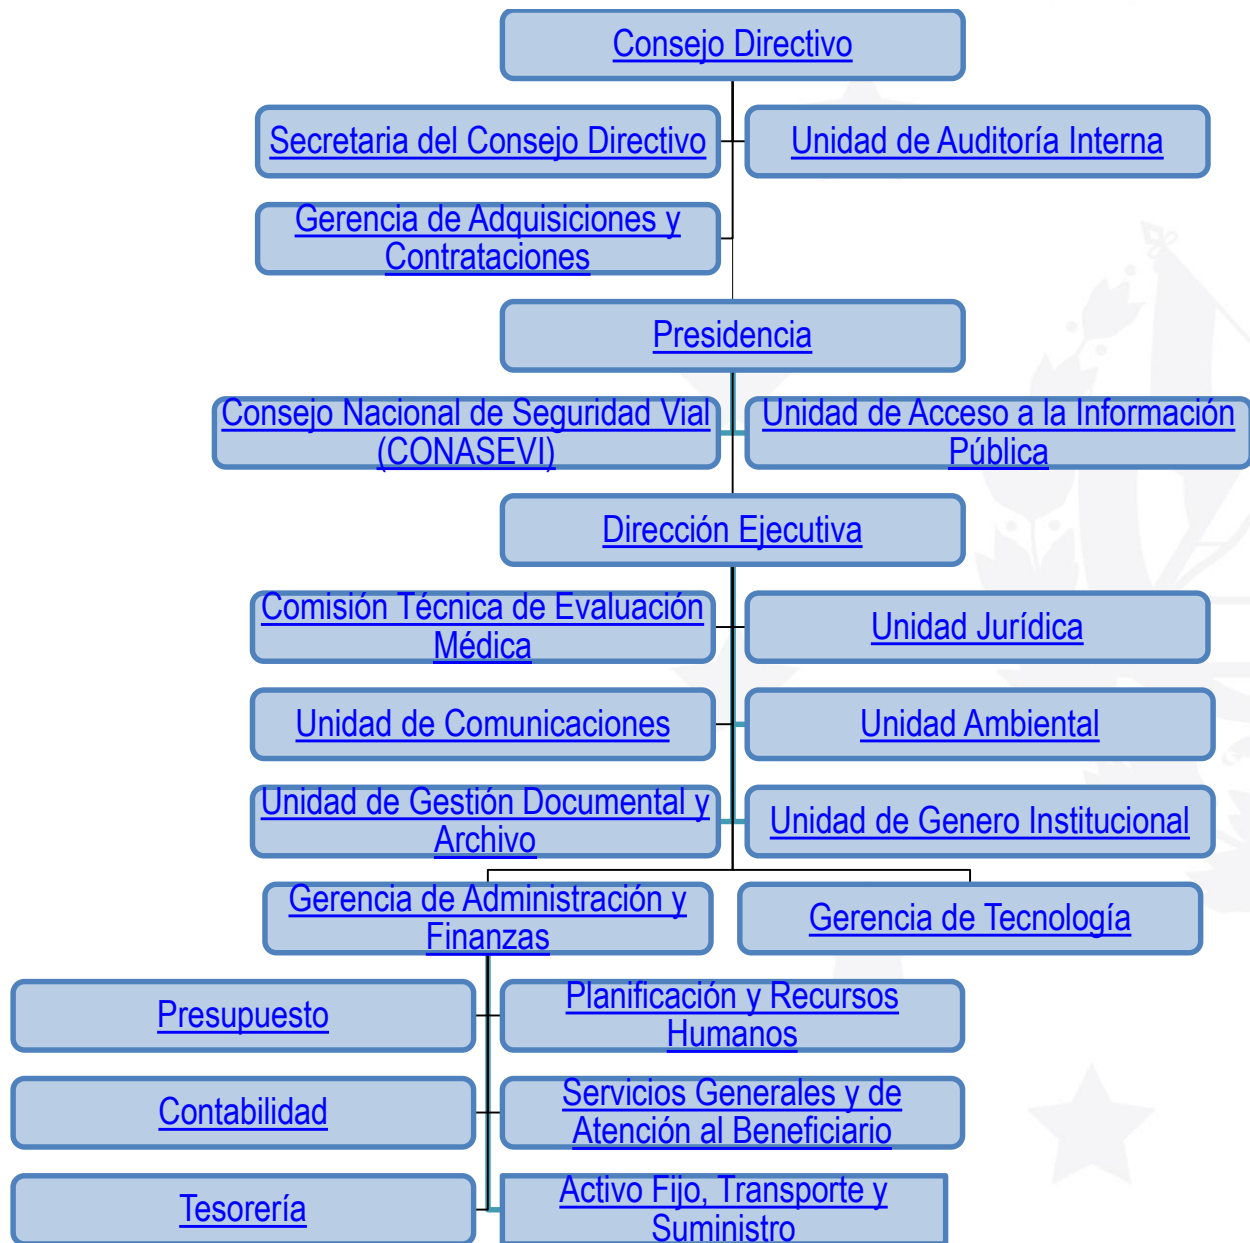 Consejo Directivo
Secretaria del Consejo Directivo
Unidad de Auditoría Interna
Gerencia de Adquisiciones y
Contrataciones
Presidencia
Consejo Nacional de Seguridad Vial
(CONASEVI)
Unidad de Acceso a la Información
Pública
Dirección Ejecutiva
Comisión Técnica de Evaluación
Médica
Unidad Jurídica
Unidad de Comunicaciones
Unidad Ambiental
Unidad de Gestión Documental y
Archivo
Unidad de Genero Institucional
Gerencia de Administración y
Finanzas
Gerencia de Tecnología
Presupuesto
Planificación y Recursos
Humanos
Contabilidad
Servicios Generales y de
Atención al Beneficiario
Tesorería
Activo Fijo, Transporte y
Suministro